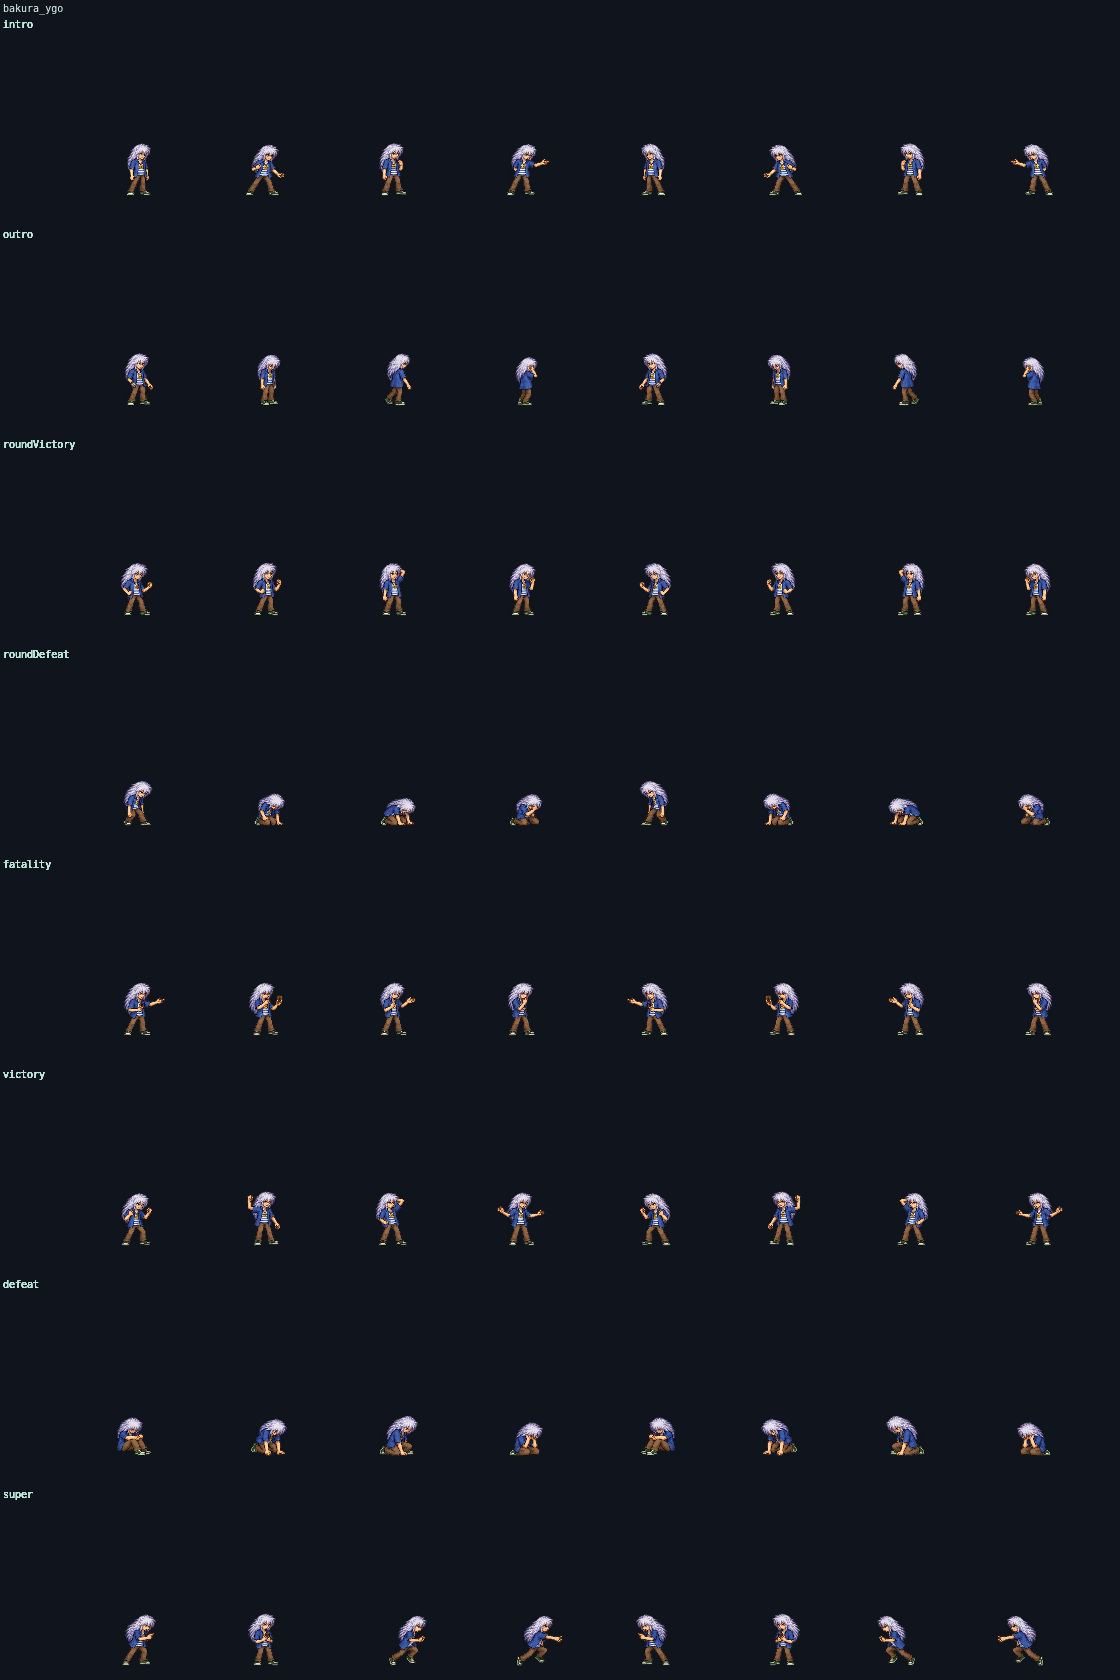 bakura_ygo
intro
outro
roundVictory
roundDefeat
fatality
victory
defeat
super